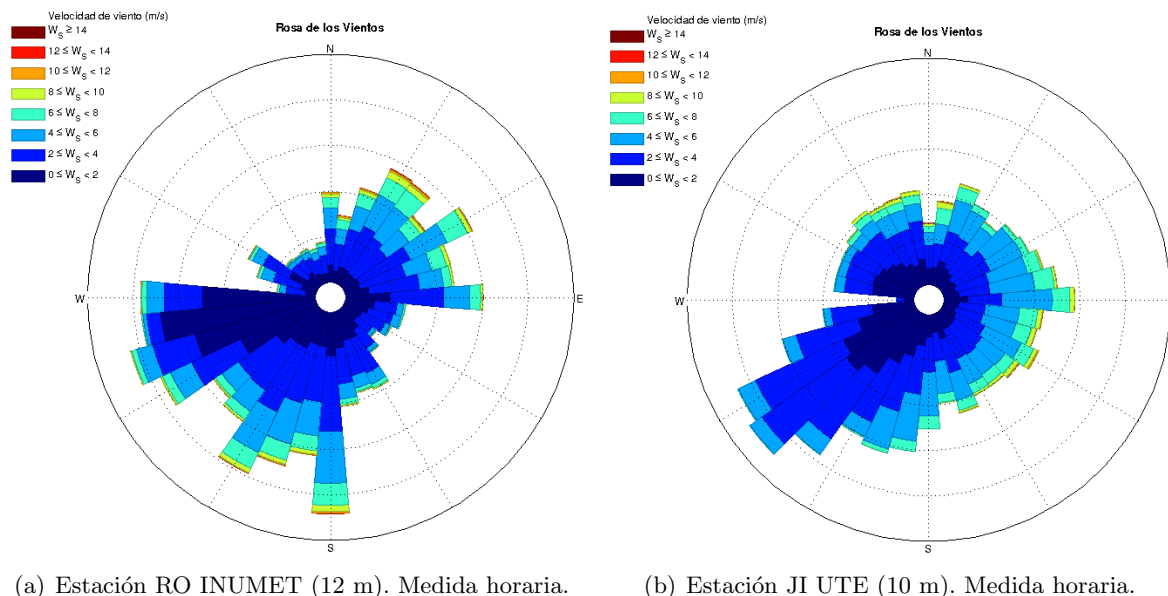 Velocidad de viento (m/s)
W_S ≥ 14
12 ≤ W_S < 14
10 ≤ W_S < 12
8 ≤ W_S < 10
6 ≤ W_S < 8
4 ≤ W_S < 6
2 ≤ W_S < 4
0 ≤ W_S < 2
Rosa de los Vientos
N
W
E
S
(a) Estación RO INUMET (12 m). Medida horaria.
Velocidad de viento (m/s)
W_S ≥ 14
12 ≤ W_S < 14
10 ≤ W_S < 12
8 ≤ W_S < 10
6 ≤ W_S < 8
4 ≤ W_S < 6
2 ≤ W_S < 4
0 ≤ W_S < 2
Rosa de los Vientos
N
W
S
(b) Estación JI UTE (10 m). Medida horaria.